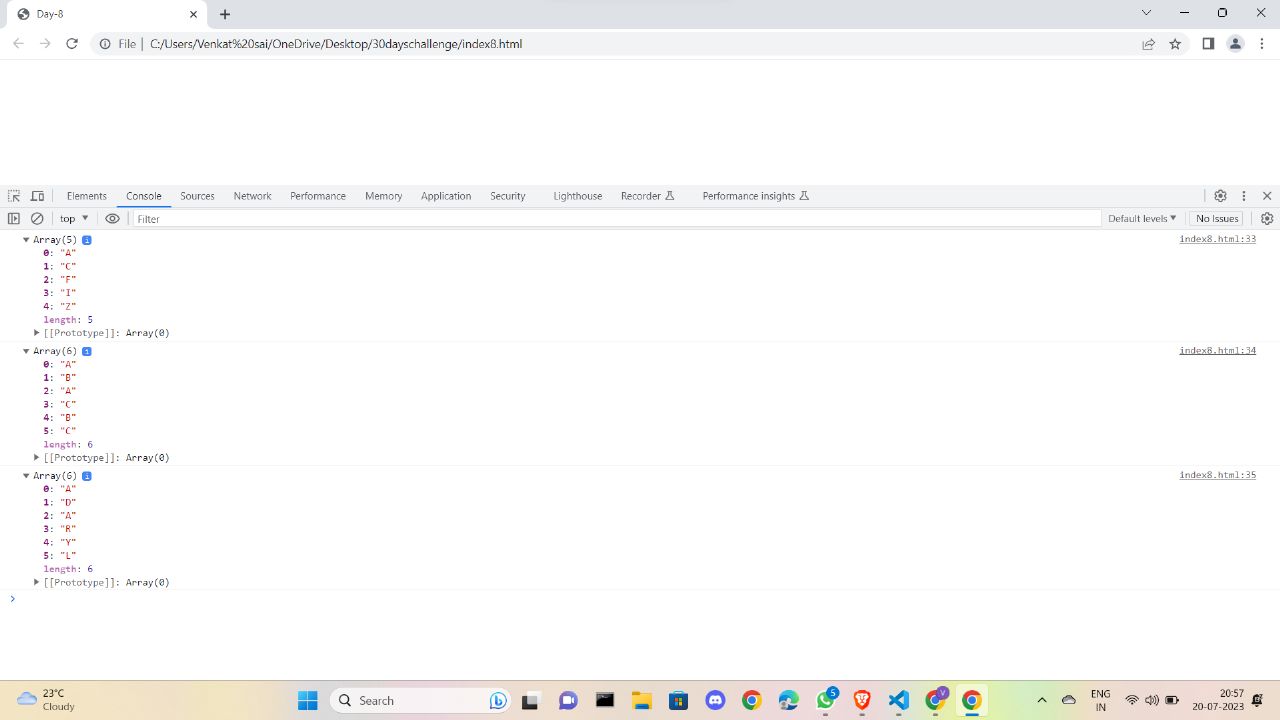 Day-8
File | C:/Users/Venkat%20sai/OneDrive/Desktop/30dayschallenge/index8.html
Elements Console Sources Network Performance Memory Application Security Lighthouse Recorder Performance insights
top Filter Default levels No Issues
Array(5) i index8.html:33
0: "A"
1: "C"
2: "F"
3: "I"
4: "Z"
length: 5
[[Prototype]]: Array(0)
Array(6) i index8.html:34
0: "A"
1: "B"
2: "A"
3: "C"
4: "B"
5: "C"
length: 6
[[Prototype]]: Array(0)
Array(6) i index8.html:35
0: "A"
1: "D"
2: "A"
3: "R"
4: "Y"
5: "L"
length: 6
[[Prototype]]: Array(0)
23°C
Cloudy
Search
5
V
ENG
IN
20:57
20-07-2023